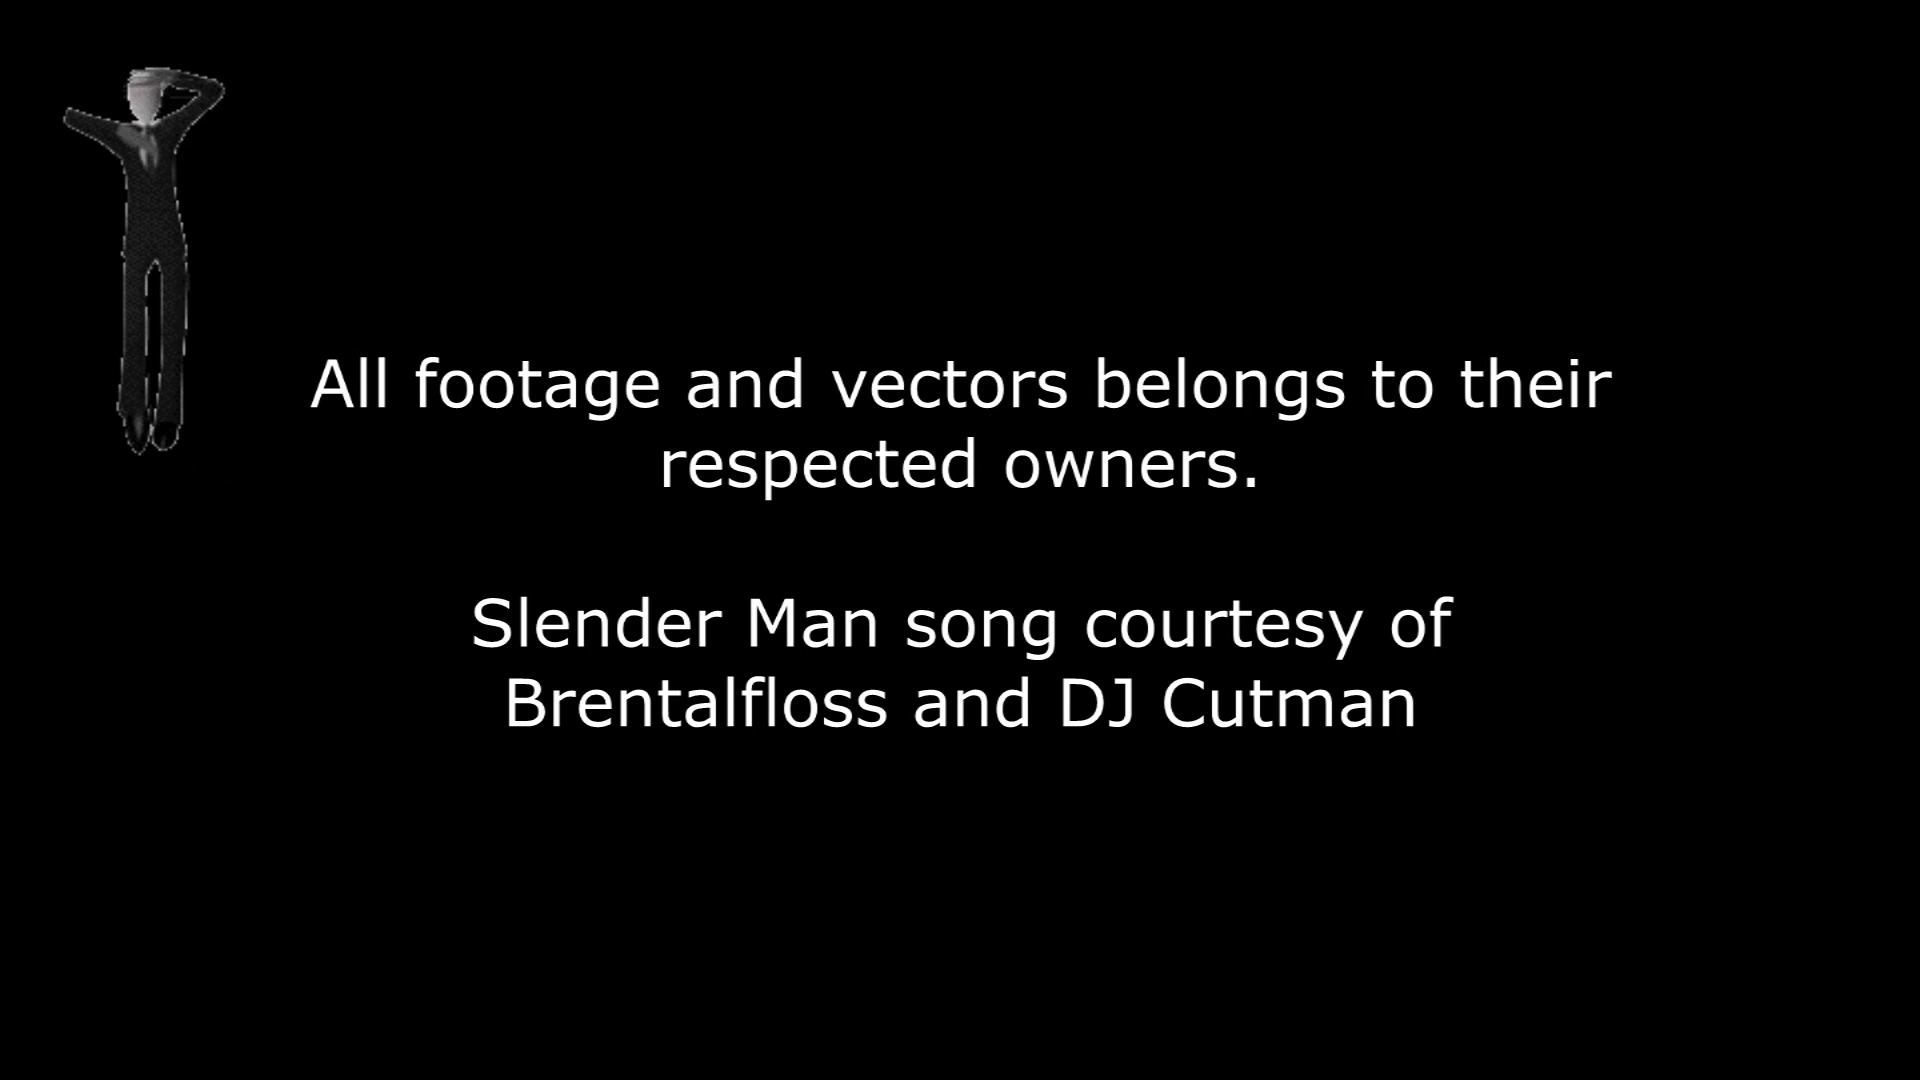 All footage and vectors belongs to their
respected owners.
Slender Man song courtesy of
Brentalfloss and DJ Cutman